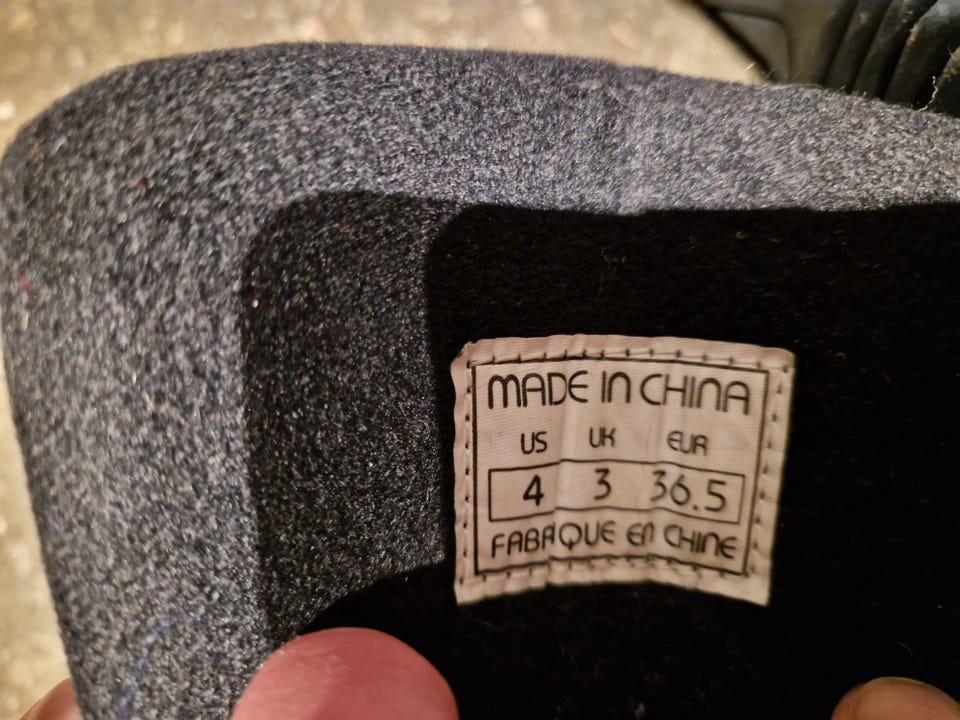 MADE IN CHINA
US UK EUR
4 3 36.5
FABRIQUE EN CHINE